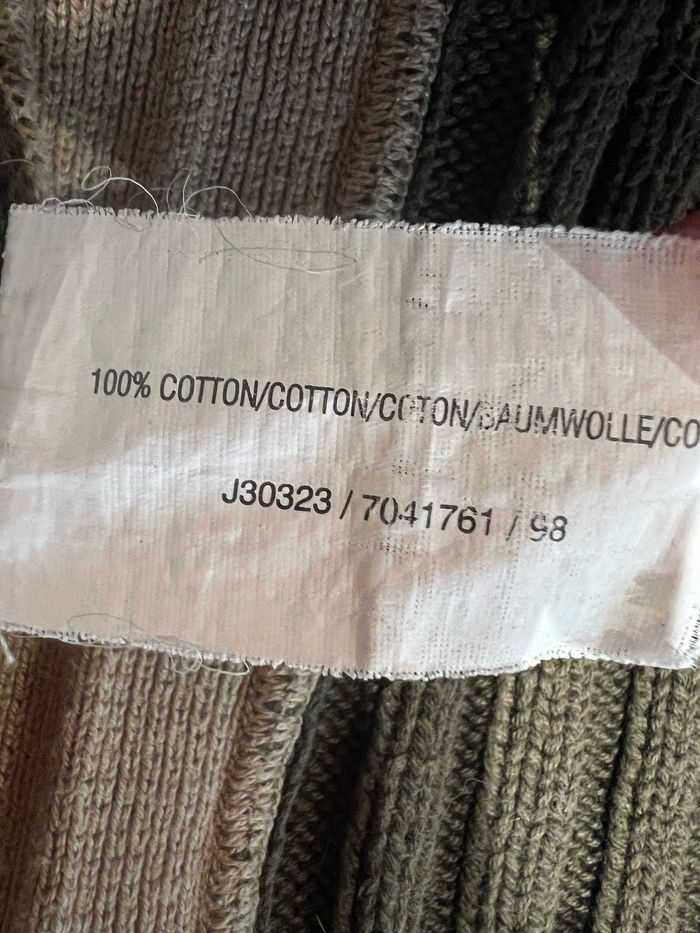 100% COTTON/COTTON/COTON/BAUMWOLLE/CO
J30323 / 7041761 / 98